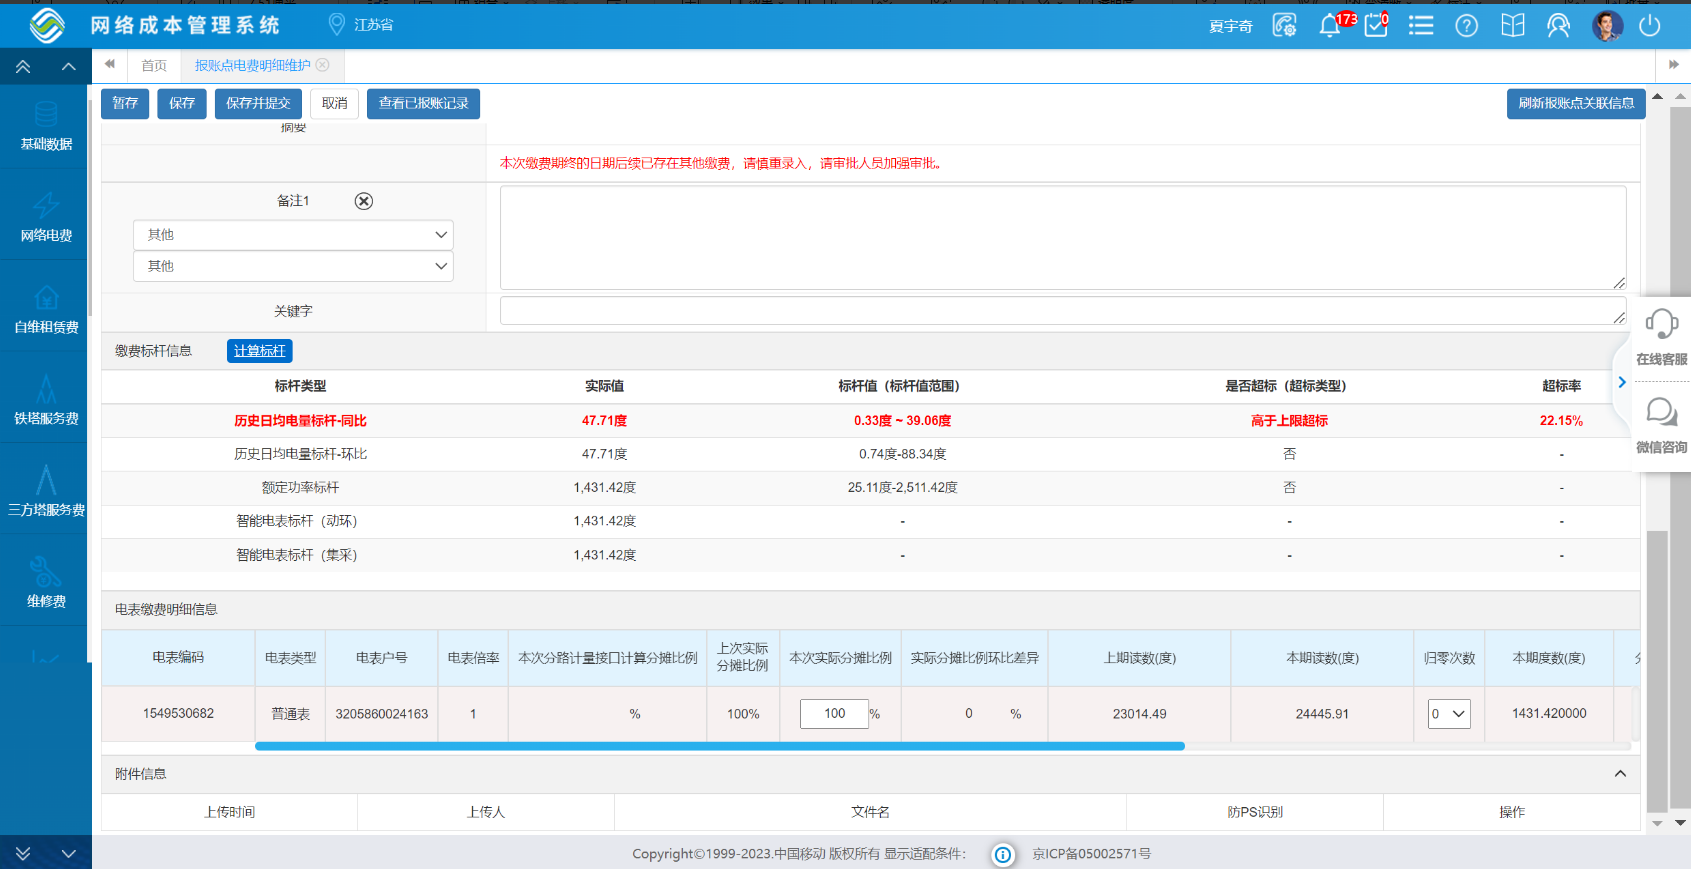 网络成本管理系统
江苏省
夏宇奇
173
0
首页
报账点电费明细维护
暂存
保存
保存并提交
取消
查看已报账记录
刷新报账点关联信息
基础数据
网络电费
自维租赁费
铁塔服务费
三方塔服务费
维修费
摘要
本次缴费期终的日期后续已存在其他缴费，请慎重录入，请审批人员加强审批。
备注1
其他
其他
关键字
缴费标杆信息
计算标杆
标杆类型 实际值 标杆值（标杆值范围） 是否超标（超标类型） 超标率
历史日均电量标杆-同比 47.71度 0.33度 ~ 39.06度 高于上限超标 22.15%
历史日均电量标杆-环比 47.71度 0.74度-88.34度 否 -
额定功率标杆 1,431.42度 25.11度-2,511.42度 否 -
智能电表标杆（动环） 1,431.42度 - - -
智能电表标杆（集采） 1,431.42度 - - -
在线客服
微信咨询
电表缴费明细信息
电表编码 电表类型 电表户号 电表倍率 本次分路计量接口计算分摊比例 上次实际分摊比例 本次实际分摊比例 实际分摊比例环比差异 上期读数(度) 本期读数(度) 归零次数 本期度数(度)
1549530682 普通表 3205860024163 1 % 100% 100 % 0 % 23014.49 24445.91 0 1431.420000
附件信息
上传时间 上传人 文件名 防PS识别 操作
Copyright©1999-2023.中国移动 版权所有 显示适配条件： 京ICP备05002571号